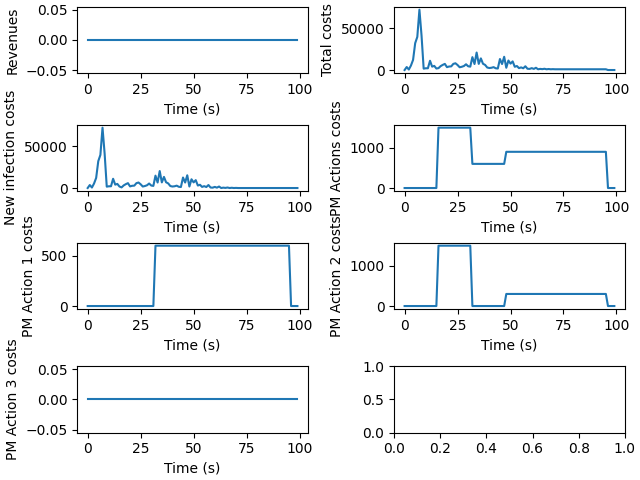 Revenues
0.05
0.00
−0.05
0 25 50 75 100
Time (s)
Total costs
50000
0
0 25 50 75 100
Time (s)
New infection costs
50000
0
0 25 50 75 100
Time (s)
PM Actions costs
1000
0
0 25 50 75 100
Time (s)
PM Action 1 costs
500
0
0 25 50 75 100
Time (s)
PM Action 2 costs
1000
0
0 25 50 75 100
Time (s)
PM Action 3 costs
0.05
0.00
−0.05
0 25 50 75 100
Time (s)
1.0
0.5
0.0
0.0 0.2 0.4 0.6 0.8 1.0